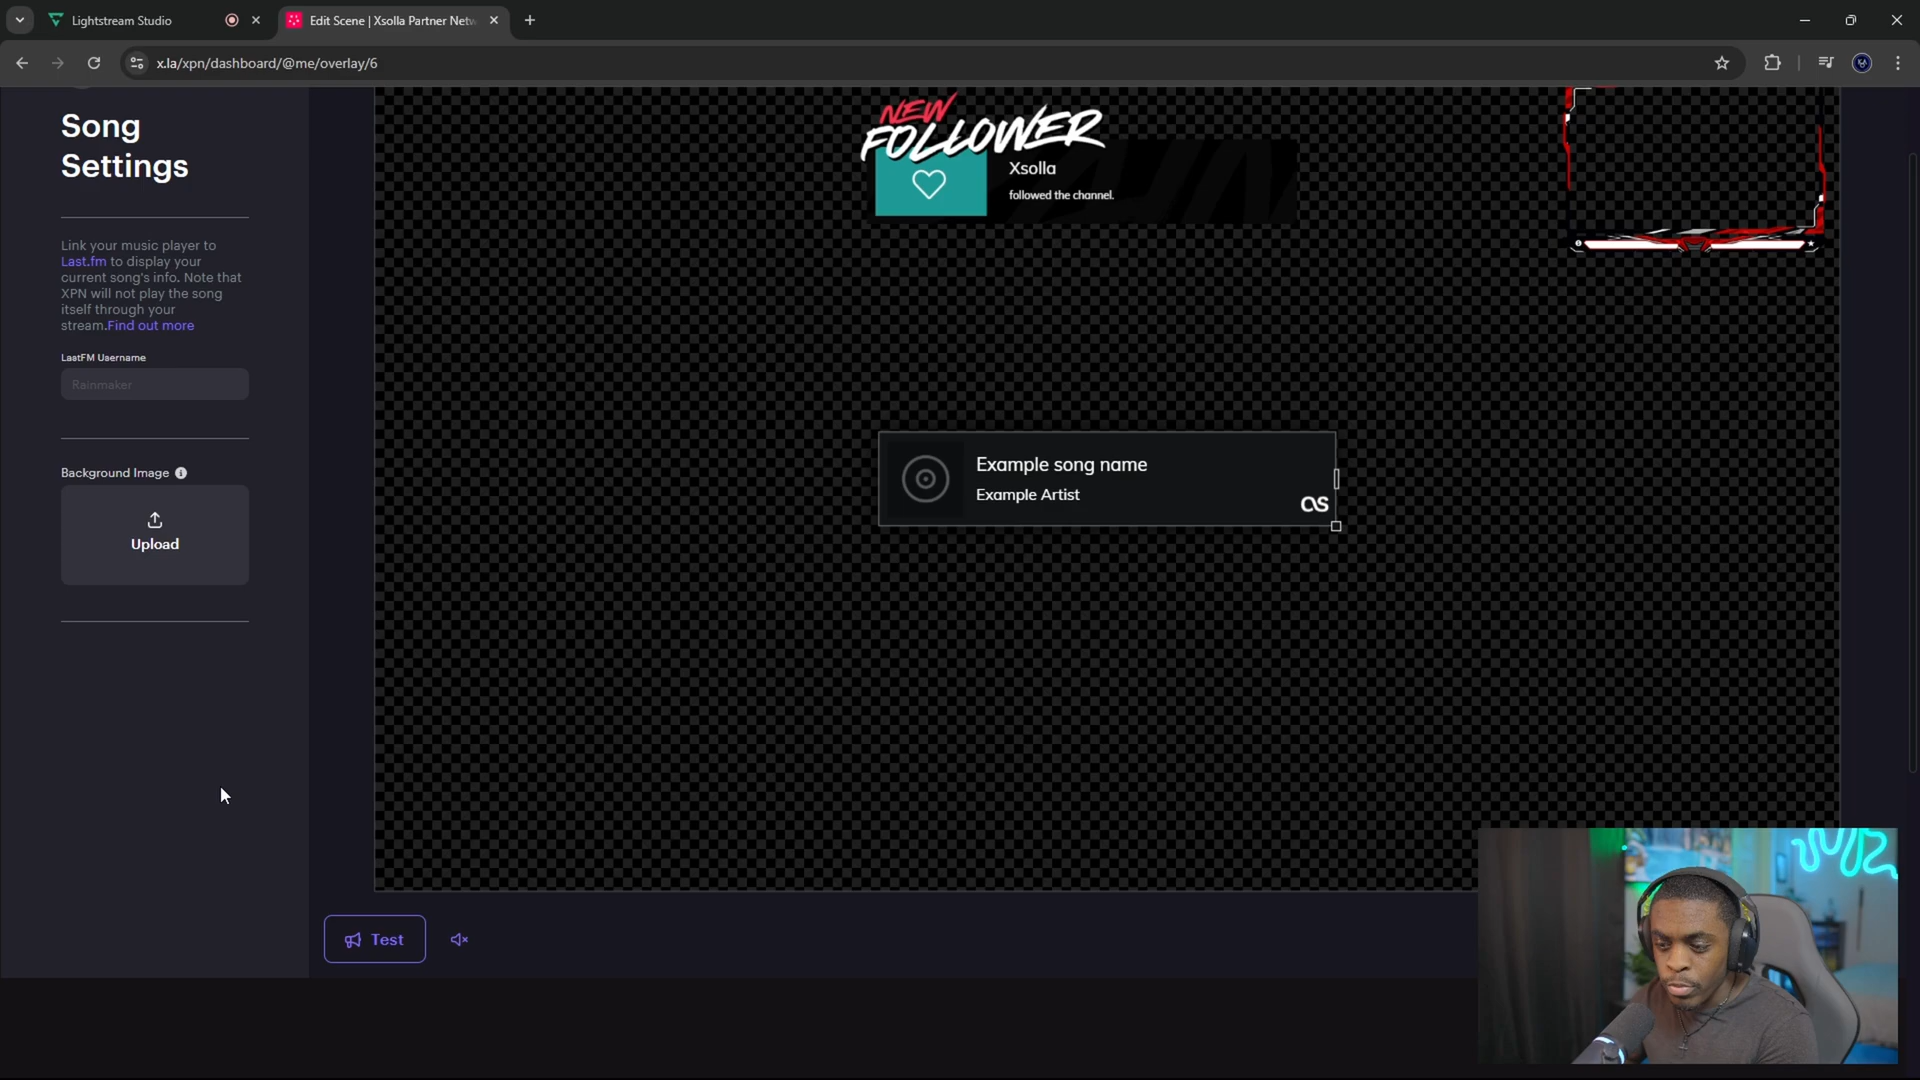 Lightstream Studio
Edit Scene | Xsolla Partner Netw
x.la/xpn/dashboard/@me/overlay/6
Song
Settings
Link your music player to
Last.fm to display your
current song's info. Note that
XPN will not play the song
itself through your
stream.Find out more
LastFM Username
Rainmaker
Background Image
Upload
NEW
FOLLOWER
Xsolla
followed the channel.
Example song name
Example Artist
Test